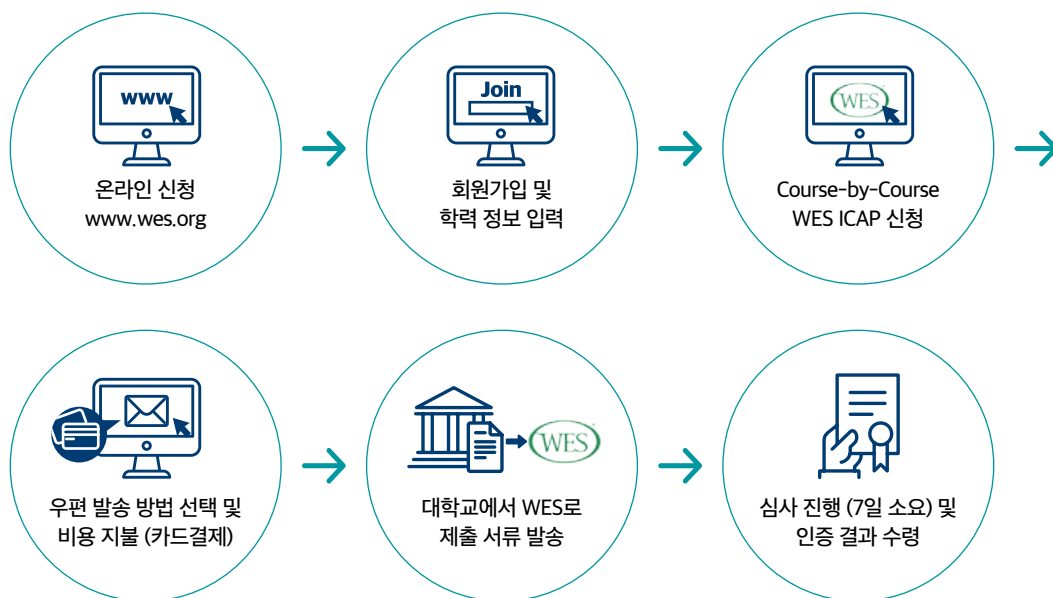 www
온라인 신청
www.wes.org
Join
회원가입 및
학력 정보 입력
WES
Course-by-Course
WES ICAP 신청
우편 발송 방법 선택 및
비용 지불 (카드결제)
WES
대학교에서 WES로
제출 서류 발송
심사 진행 (7일 소요) 및
인증 결과 수령